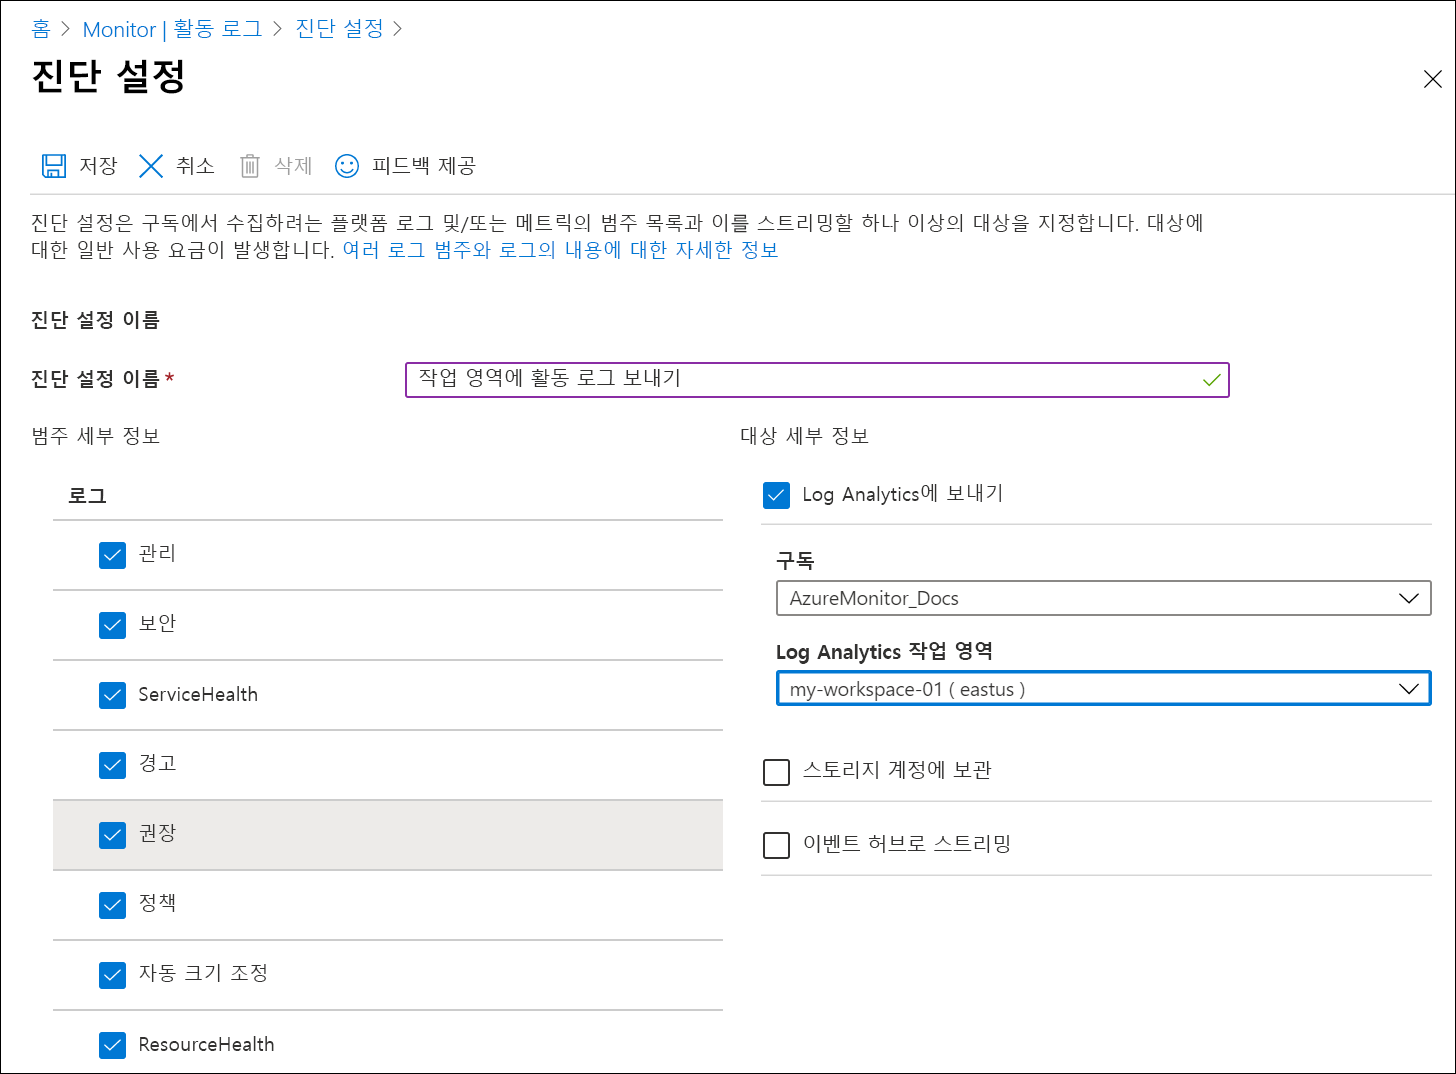 홈 > Monitor | 활동 로그 > 진단 설정 >
진단 설정
저장 취소 삭제 피드백 제공
진단 설정은 구독에서 수집하려는 플랫폼 로그 및/또는 메트릭의 범주 목록과 이를 스트리밍할 하나 이상의 대상을 지정합니다. 대상에
대한 일반 사용 요금이 발생합니다. 여러 로그 범주와 로그의 내용에 대한 자세한 정보
진단 설정 이름
진단 설정 이름*
작업 영역에 활동 로그 보내기
범주 세부 정보
로그
관리
보안
ServiceHealth
경고
권장
정책
자동 크기 조정
ResourceHealth
대상 세부 정보
Log Analytics에 보내기
구독
AzureMonitor_Docs
Log Analytics 작업 영역
my-workspace-01 ( eastus )
스토리지 계정에 보관
이벤트 허브로 스트리밍